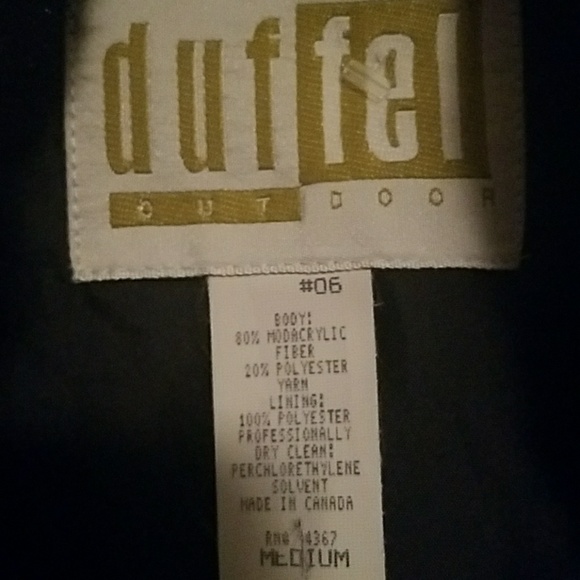 duffel
OUTDOOR
#06
BODY:
80% MODACRYLIC
FIBER
20% POLYESTER
YARN
LINING:
100% POLYESTER
PROFESSIONALLY
DRY CLEAN:
PERCHLORETHYLENE
SOLVENT
MADE IN CANADA
MEDIUM